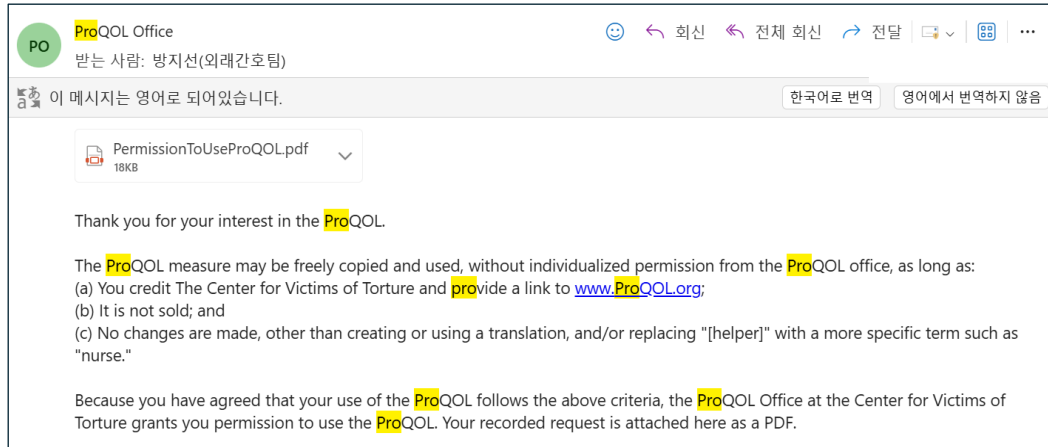 PO
ProQOL Office
회신 전체 회신 전달
받는 사람: 방지선(외래간호팀)
이 메시지는 영어로 되어있습니다.
한국어로 번역 영어에서 번역하지 않음
PermissionToUseProQOL.pdf
18KB
Thank you for your interest in the ProQOL.
The ProQOL measure may be freely copied and used, without individualized permission from the ProQOL office, as long as:
(a) You credit The Center for Victims of Torture and provide a link to www.ProQOL.org;
(b) It is not sold; and
(c) No changes are made, other than creating or using a translation, and/or replacing "[helper]" with a more specific term such as
"nurse."
Because you have agreed that your use of the ProQOL follows the above criteria, the ProQOL Office at the Center for Victims of
Torture grants you permission to use the ProQOL. Your recorded request is attached here as a PDF.